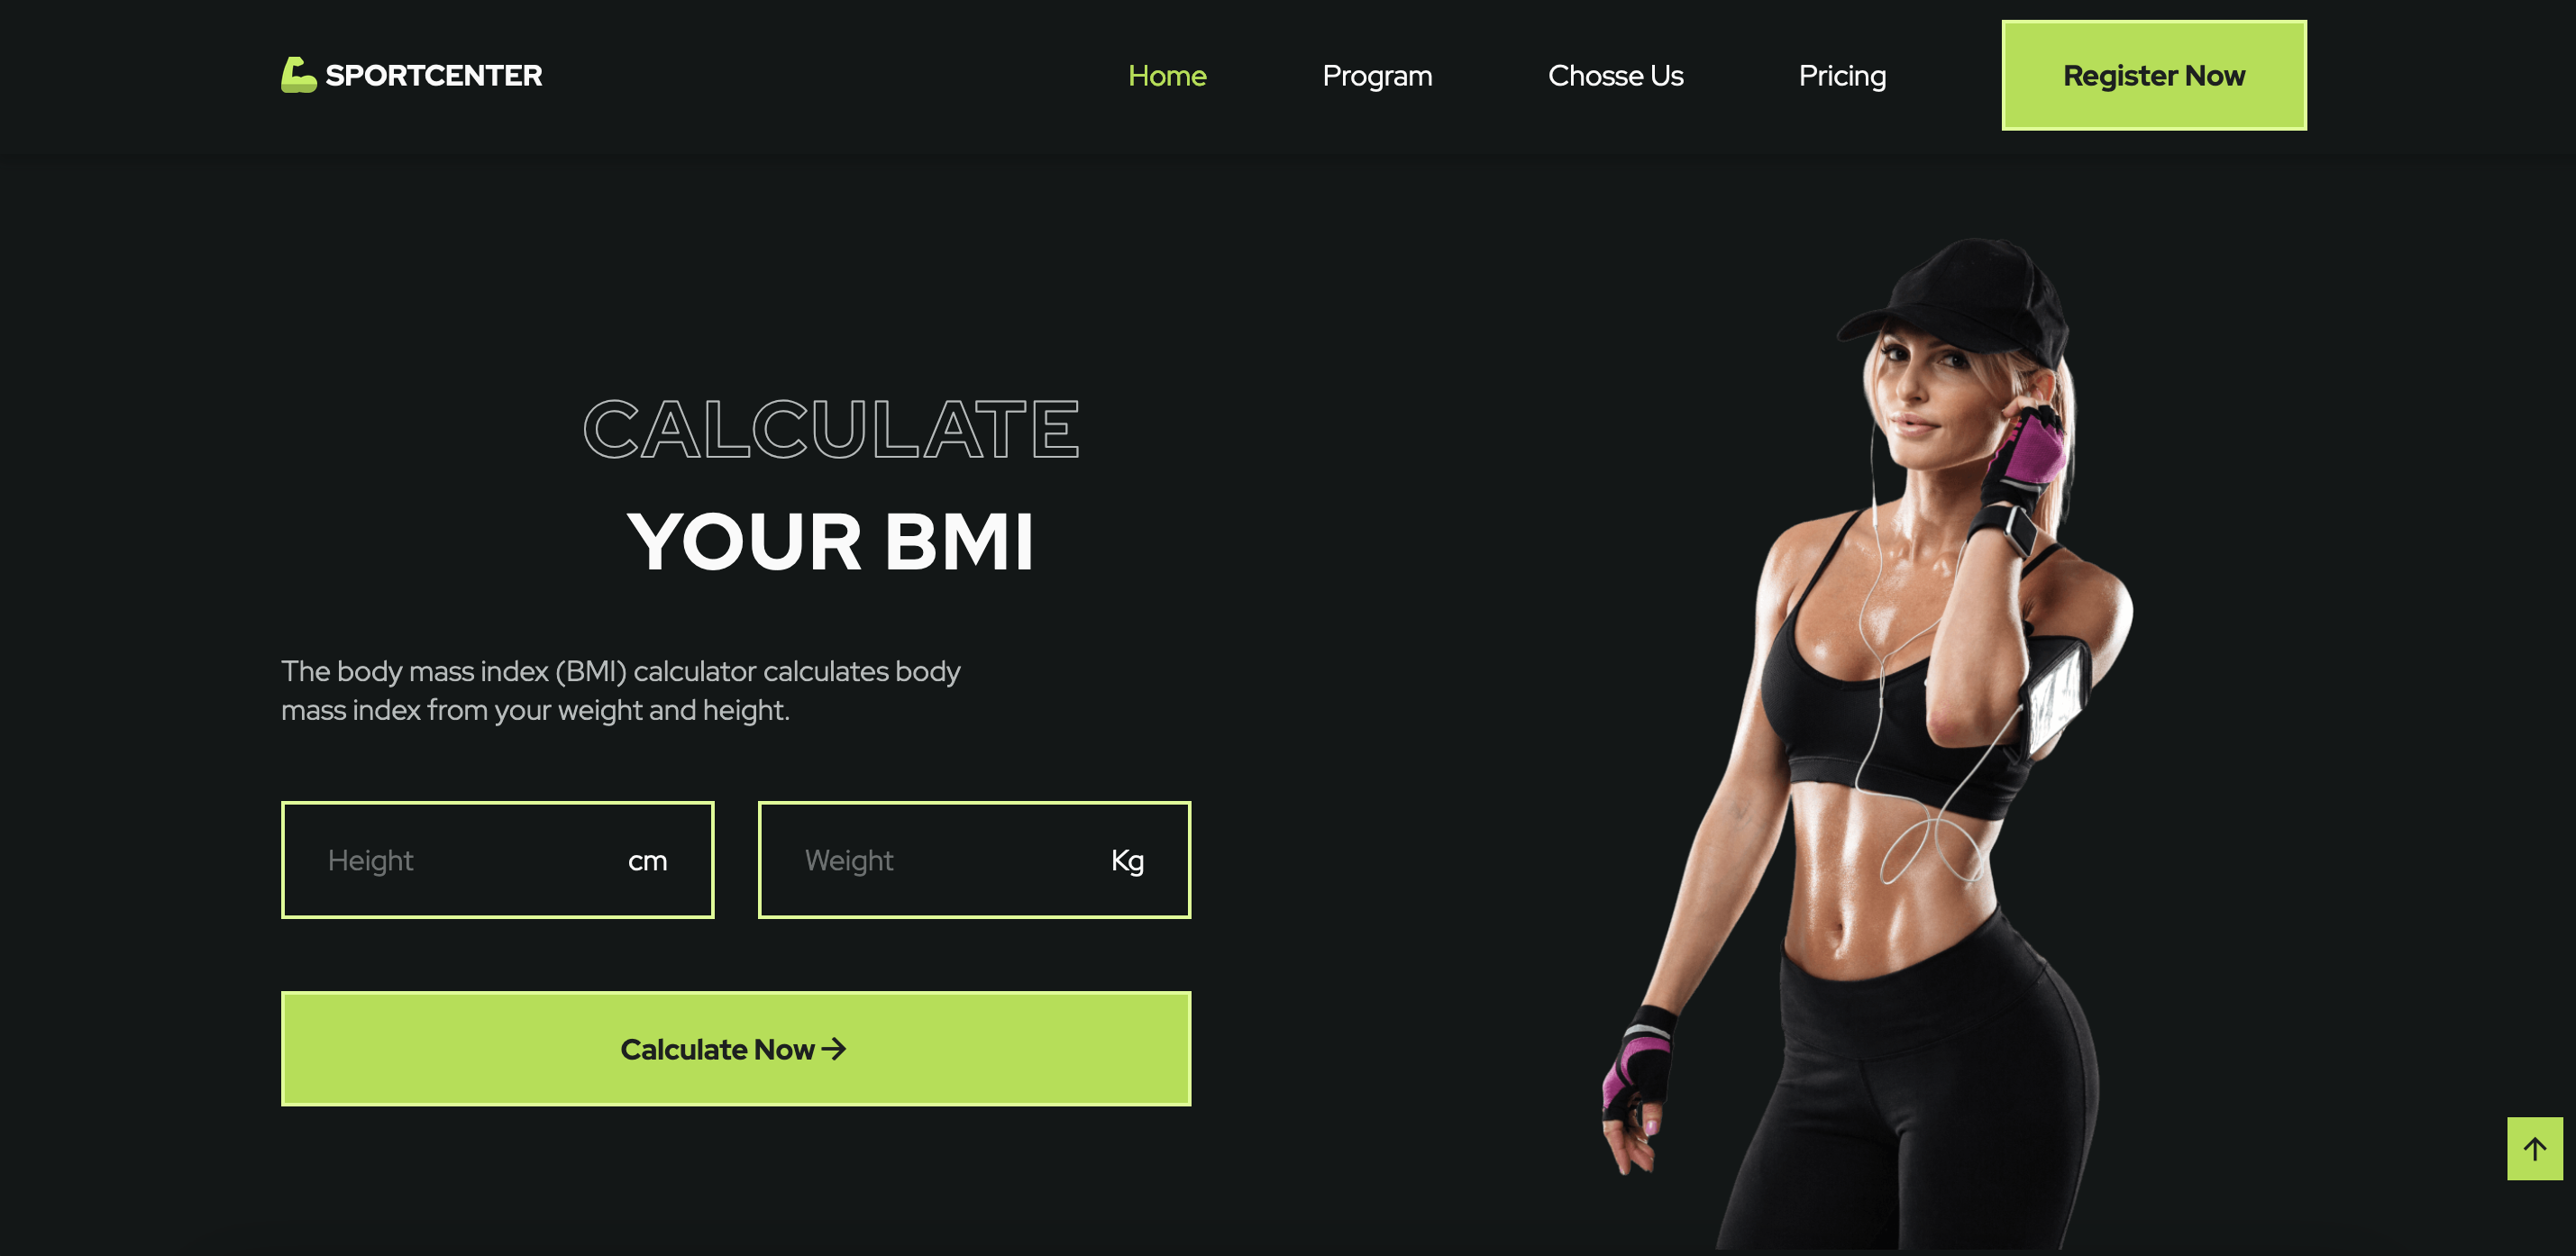 SPORTCENTER
Home
Program
Chosse Us
Pricing
Register Now
CALCULATE
YOUR BMI
The body mass index (BMI) calculator calculates body
mass index from your weight and height.
Height cm
Weight Kg
Calculate Now